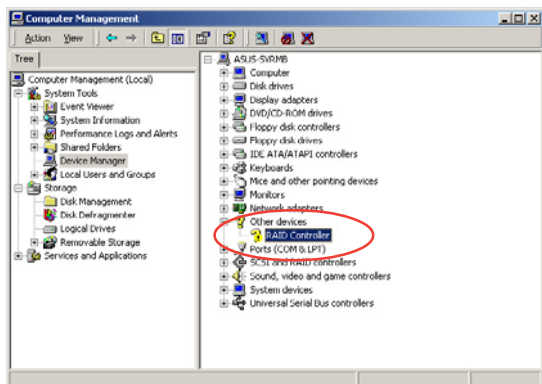 Computer Management
Action View
Tree
Computer Management (Local)
System Tools
Event Viewer
System Information
Performance Logs and Alerts
Shared Folders
Device Manager
Local Users and Groups
Storage
Disk Management
Disk Defragmenter
Logical Drives
Removable Storage
Services and Applications
ASUS-SVRMB
Computer
Disk drives
Display adapters
DVD/CD-ROM drives
Floppy disk controllers
Floppy disk drives
IDE ATA/ATAPI controllers
Keyboards
Mice and other pointing devices
Monitors
Network adapters
Other devices
RAID Controller
Ports (COM & LPT)
SCSI and RAID controllers
Sound, video and game controllers
System devices
Universal Serial Bus controllers